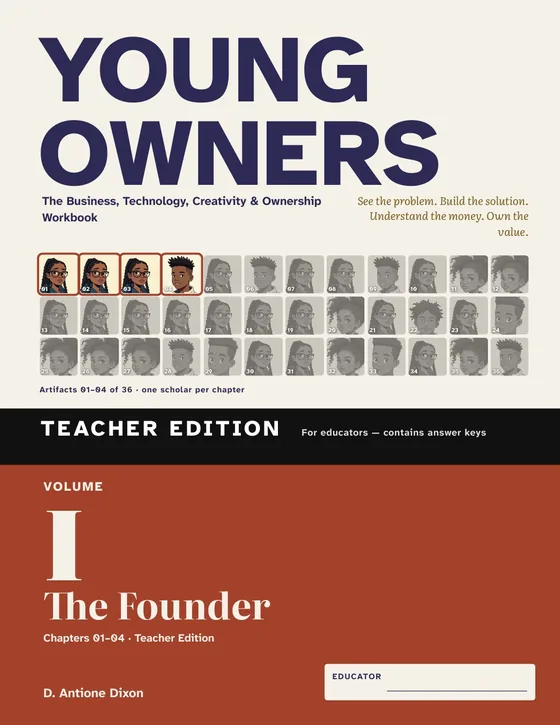 YOUNG
OWNERS
The Business, Technology, Creativity & Ownership
Workbook
See the problem. Build the solution.
Understand the money. Own the
value.
01 02 03 04 05 06 07 08 09 10 11 12
13 14 15 16 17 18 19 20 21 22 23 24
25 26 27 28 29 30 31 32 33 34 35 36
Artifacts 01–04 of 36 · one scholar per chapter
TEACHER EDITION
For educators — contains answer keys
VOLUME
I
The Founder
Chapters 01–04 · Teacher Edition
EDUCATOR
D. Antione Dixon